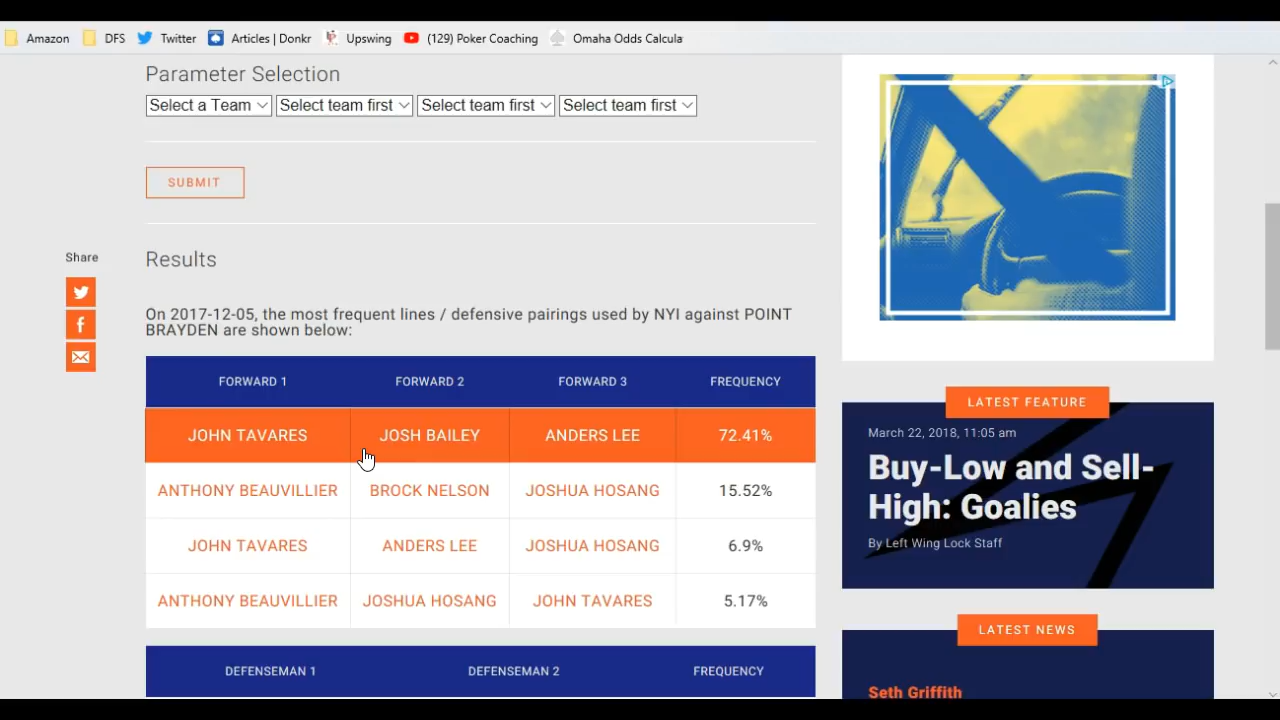 Amazon DFS Twitter Articles | Donkr Upswing (129) Poker Coaching Omaha Odds Calcula
Parameter Selection
Select a Team Select team first Select team first Select team first
SUBMIT
Share
Results
On 2017-12-05, the most frequent lines / defensive pairings used by NYI against POINT
BRAYDEN are shown below:
FORWARD 1 FORWARD 2 FORWARD 3 FREQUENCY
JOHN TAVARES JOSH BAILEY ANDERS LEE 72.41%
ANTHONY BEAUVILLIER BROCK NELSON JOSHUA HOSANG 15.52%
JOHN TAVARES ANDERS LEE JOSHUA HOSANG 6.9%
ANTHONY BEAUVILLIER JOSHUA HOSANG JOHN TAVARES 5.17%
DEFENSEMAN 1 DEFENSEMAN 2 FREQUENCY
LATEST FEATURE
March 22, 2018, 11:05 am
Buy-Low and Sell-
High: Goalies
By Left Wing Lock Staff
LATEST NEWS
Seth Griffith